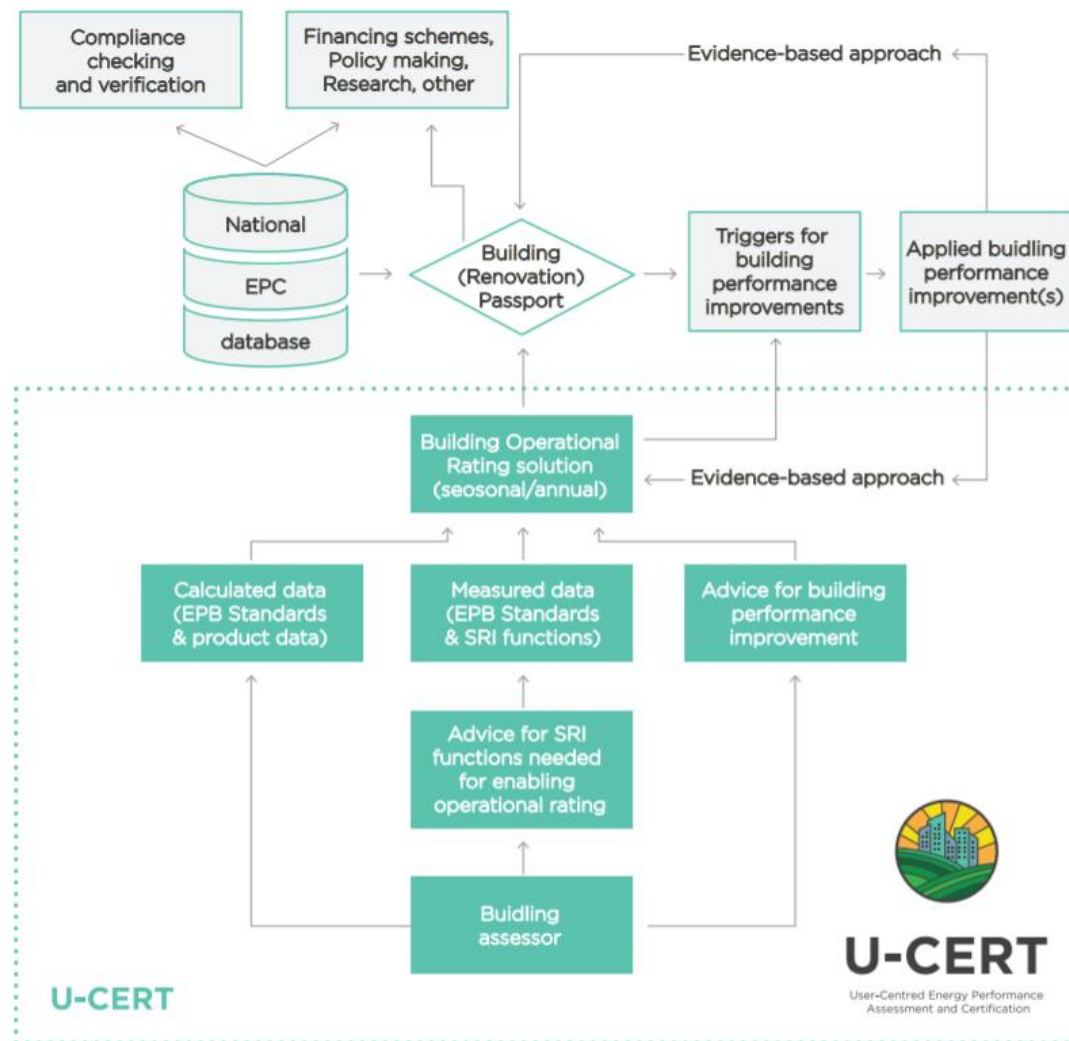 Compliance
checking
and verification
Financing schemes,
Policy making,
Research, other
Evidence-based approach
National
EPC
database
Building
(Renovation)
Passport
Triggers for
building
performance
improvements
Applied buidling
performance
improvement(s)
Building Operational
Rating solution
(seosonal/annual)
Evidence-based approach
Calculated data
(EPB Standards
& product data)
Measured data
(EPB Standards
& SRI functions)
Advice for building
performance
improvement
Advice for SRI
functions needed
for enabling
operational rating
Buidling
assessor
U-CERT
U-CERT
User-Centred Energy Performance
Assessment and Certification